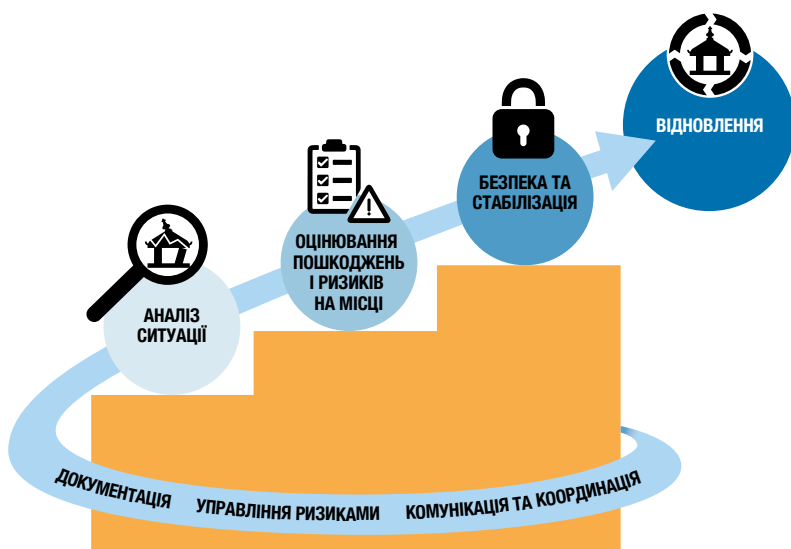 АНАЛІЗ
СИТУАЦІЇ
ОЦІНЮВАННЯ
ПОШКОДЖЕНЬ
І РИЗИКІВ
НА МІСЦІ
БЕЗПЕКА ТА
СТАБІЛІЗАЦІЯ
ВІДНОВЛЕННЯ
ДОКУМЕНТАЦІЯ
УПРАВЛІННЯ РИЗИКАМИ
КОМУНІКАЦІЯ ТА КООРДИНАЦІЯ